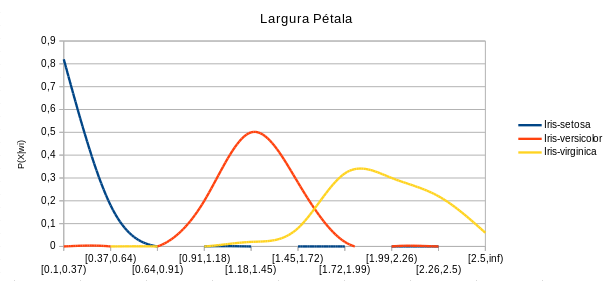 Largura Pétala
0,9
0,8
0,7
0,6
0,5
0,4
0,3
0,2
0,1
0
P(X|wi)
Iris-setosa
Iris-versicolor
Iris-virginica
[0.37,0.64) [0.91,1.18) [1.45,1.72) [1.99,2.26) [2.5,inf)
[0.1,0.37) [0.64,0.91) [1.18,1.45) [1.72,1.99) [2.26,2.5)